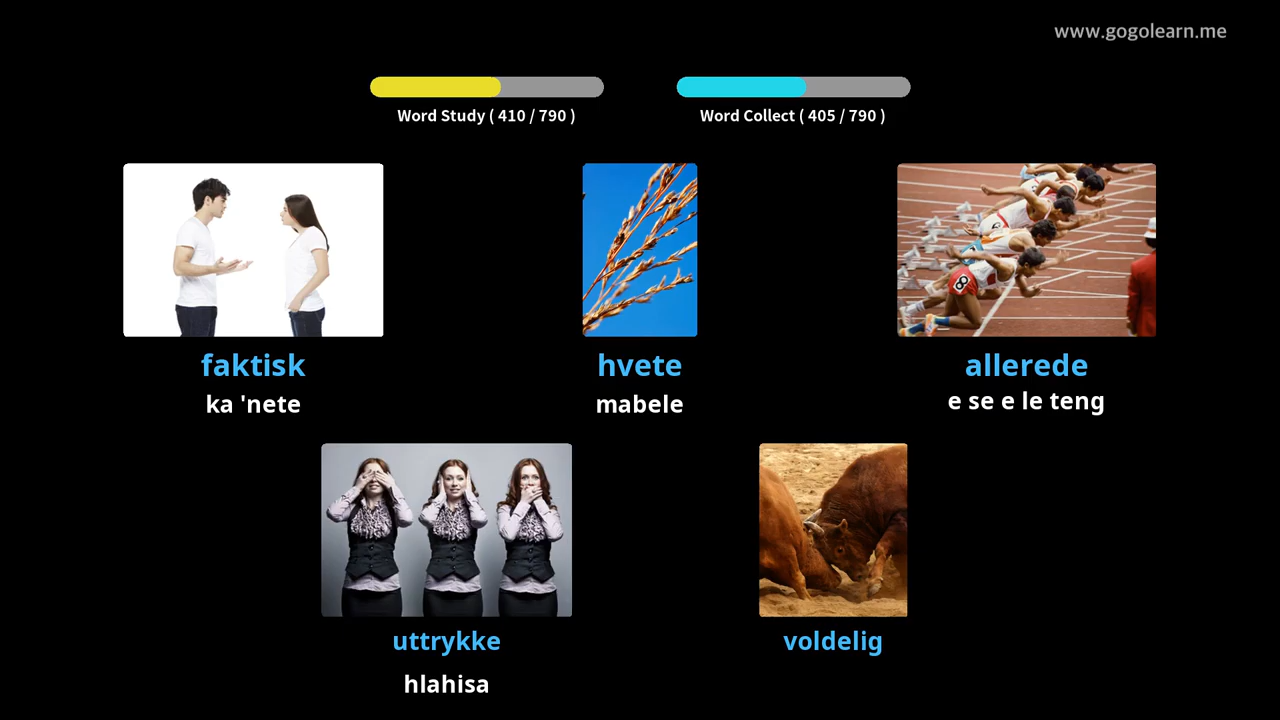 www.gogolearn.me
Word Study ( 410 / 790 )
Word Collect ( 405 / 790 )
faktisk
ka 'nete
hvete
mabele
allerede
e se e le teng
8
uttrykke
hlahisa
voldelig